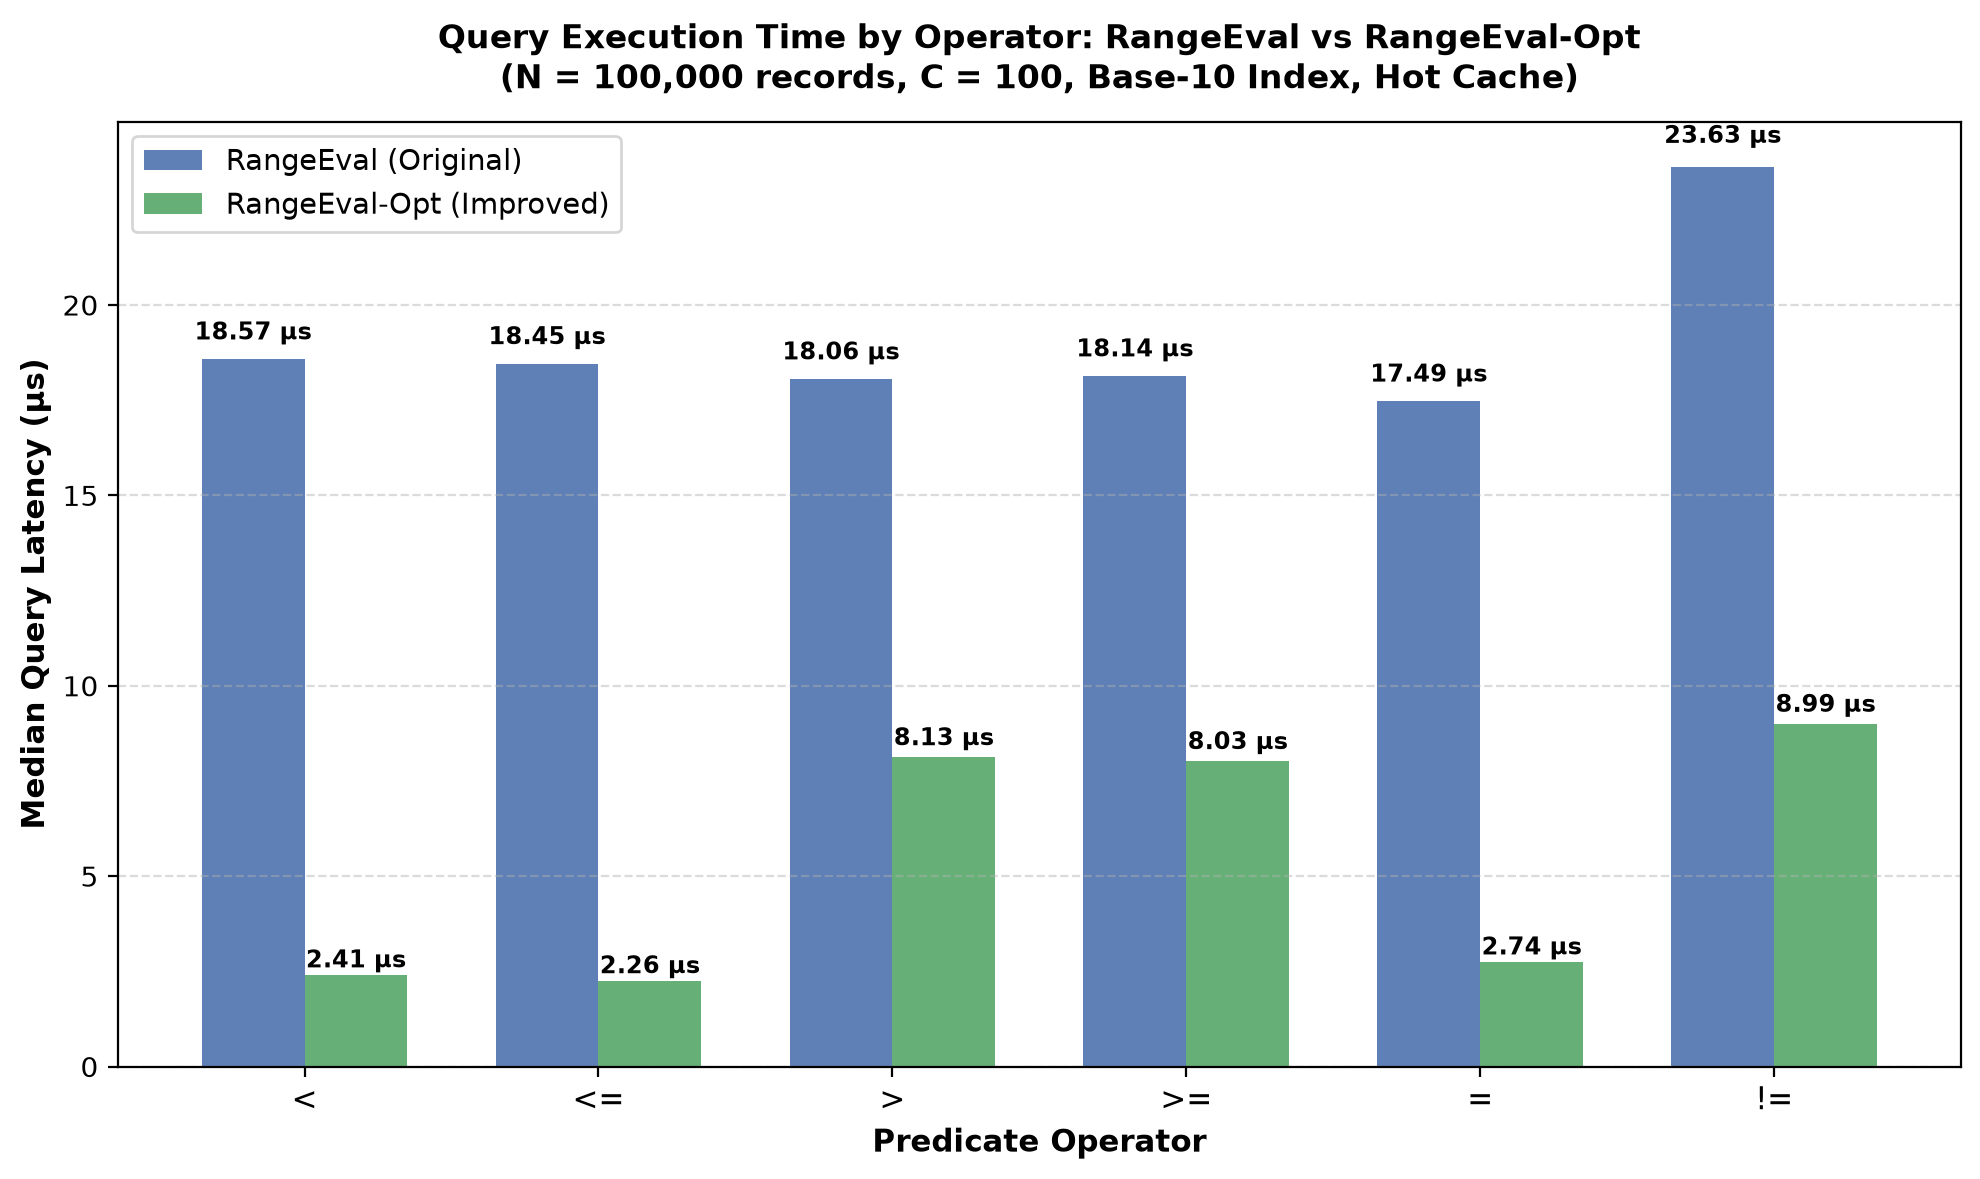 Query Execution Time by Operator: RangeEval vs RangeEval-Opt
(N = 100,000 records, C = 100, Base-10 Index, Hot Cache)
RangeEval (Original)
RangeEval-Opt (Improved)
Median Query Latency (µs)
20
15
10
5
0
18.57 µs
2.41 µs
18.45 µs
2.26 µs
18.06 µs
8.13 µs
18.14 µs
8.03 µs
17.49 µs
2.74 µs
23.63 µs
8.99 µs
<
<=
>
>=
=
!=
Predicate Operator